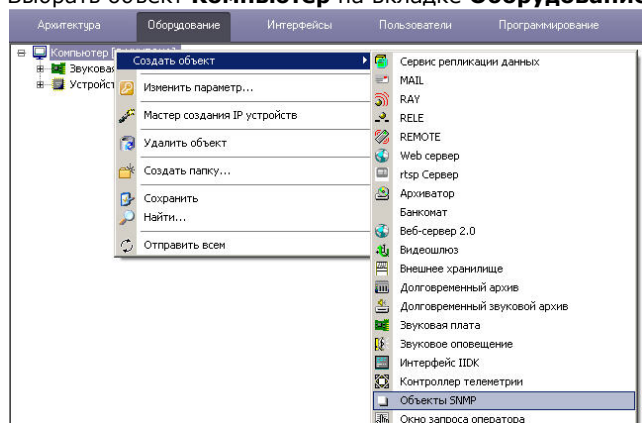 Выбрать объект Компьютер на вкладке Оборудование
Архитектура Оборудование Интерфейсы Пользователи Программирование
Компьютер
Звуковая
Создать объект
Изменить параметр...
Мастер создания IP устройств
Удалить объект
Создать папку...
Сохранить
Найти...
Отправить всем
Сервис репликации данных
MAIL
RAY
RELE
REMOTE
Web сервер
rtsp Сервер
Архиватор
Банкомат
Веб-сервер 2.0
Видеошлюз
Внешнее хранилище
Долговременный архив
Долговременный звуковой архив
Звуковая плата
Звуковое оповещение
Интерфейс IIDK
Контроллер телеметрии
Объекты SNMP
Окно запроса оператора